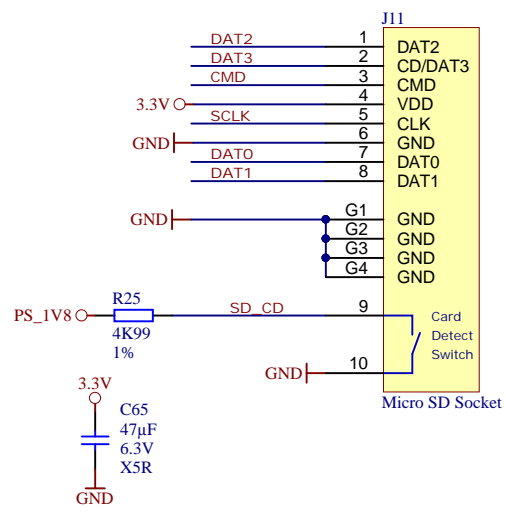 J11
DAT2 1 DAT2
DAT3 2 CD/DAT3
CMD 3 CMD
3.3V 4 VDD
SCLK 5 CLK
GND 6 GND
DAT0 7 DAT0
DAT1 8 DAT1
GND G1 GND
G2 GND
G3 GND
G4 GND
R25
PS_1V8 SD_CD 9 Card
4K99 Detect
1% Switch
GND 10
Micro SD Socket
3.3V
C65
47µF
6.3V
X5R
GND